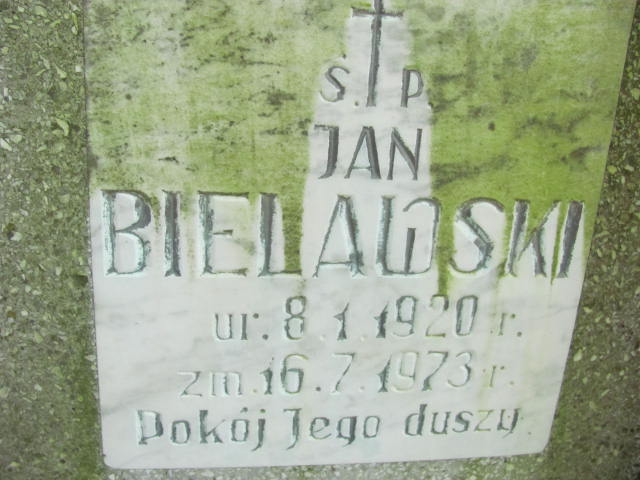 Ś. P.
JAN
BIELAWSKI
ur. 8.1.1920 r.
zm. 16.7.1973 r.
Pokój Jego duszy.